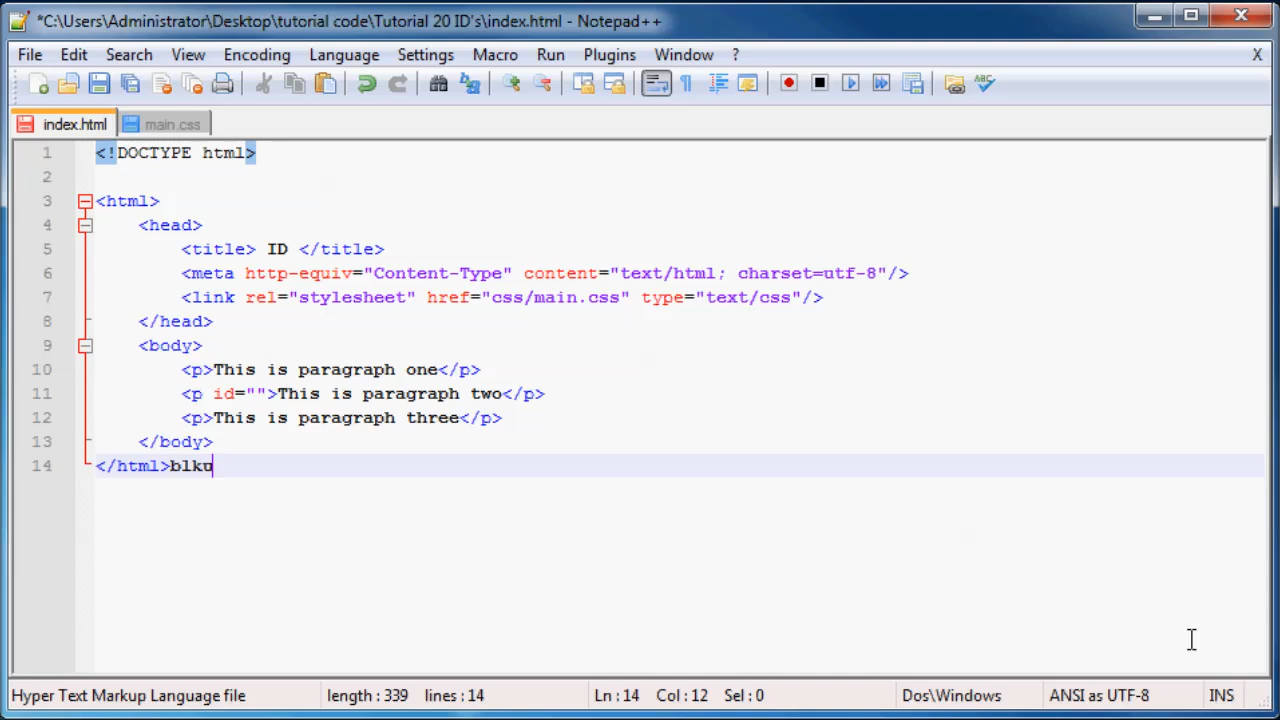 *C:\Users\Administrator\Desktop\tutorial code\Tutorial 20 ID's\index.html - Notepad++
File Edit Search View Encoding Language Settings Macro Run Plugins Window ? X
ABC
index.html main.css
1 <!DOCTYPE html>
2
3 <html>
4 <head>
5 <title> ID </title>
6 <meta http-equiv="Content-Type" content="text/html; charset=utf-8"/>
7 <link rel="stylesheet" href="css/main.css" type="text/css"/>
8 </head>
9 <body>
10 <p>This is paragraph one</p>
11 <p id="">This is paragraph two</p>
12 <p>This is paragraph three</p>
13 </body>
14 </html>blku
Hyper Text Markup Language file length : 339 lines : 14 Ln : 14 Col : 12 Sel : 0 Dos\Windows ANSI as UTF-8 INS